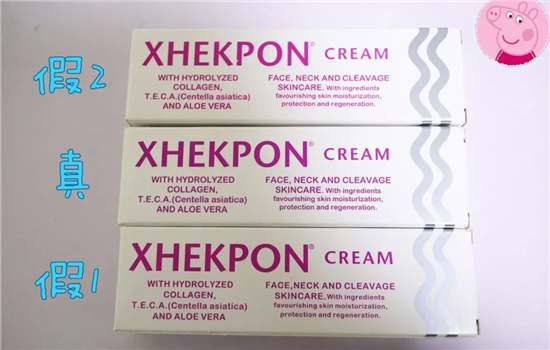 假2
XHEKPON® CREAM
WITH HYDROLYZED
COLLAGEN,
T.E.C.A.(Centella asiatica)
AND ALOE VERA
FACE, NECK AND CLEAVAGE
SKINCARE. With ingredients
favourishing skin moisturization,
protection and regeneration.
真
XHEKPON® CREAM
WITH HYDROLYZED
COLLAGEN,
T.E.C.A.(Centella asiatica)
AND ALOE VERA
FACE, NECK AND CLEAVAGE
SKINCARE. With ingredients
favourishing skin moisturization,
protection and regeneration.
假1
XHEKPON® CREAM
WITH HYDROLYZED
COLLAGEN,
T.E.C.A.(Centella asiatica)
AND ALOE VERA
FACE,NECK AND CLEAVAGE
SKINCARE. With ingredients
favourishing skin moisturization,
protection and regeneration.